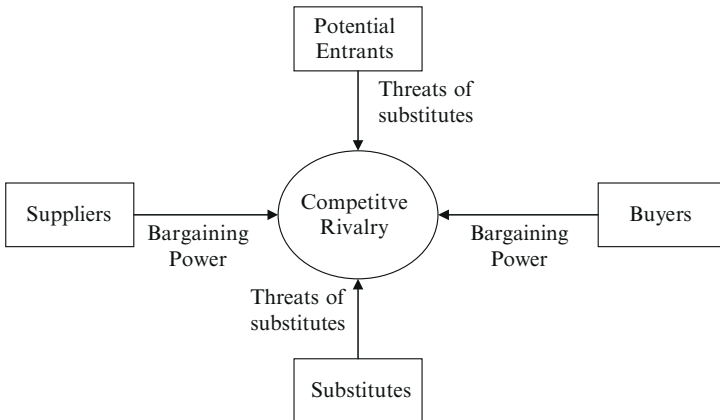 Potential
Entrants
Threats of
substitutes
Suppliers
Bargaining
Power
Competitve
Rivalry
Bargaining
Power
Buyers
Threats of
substitutes
Substitutes